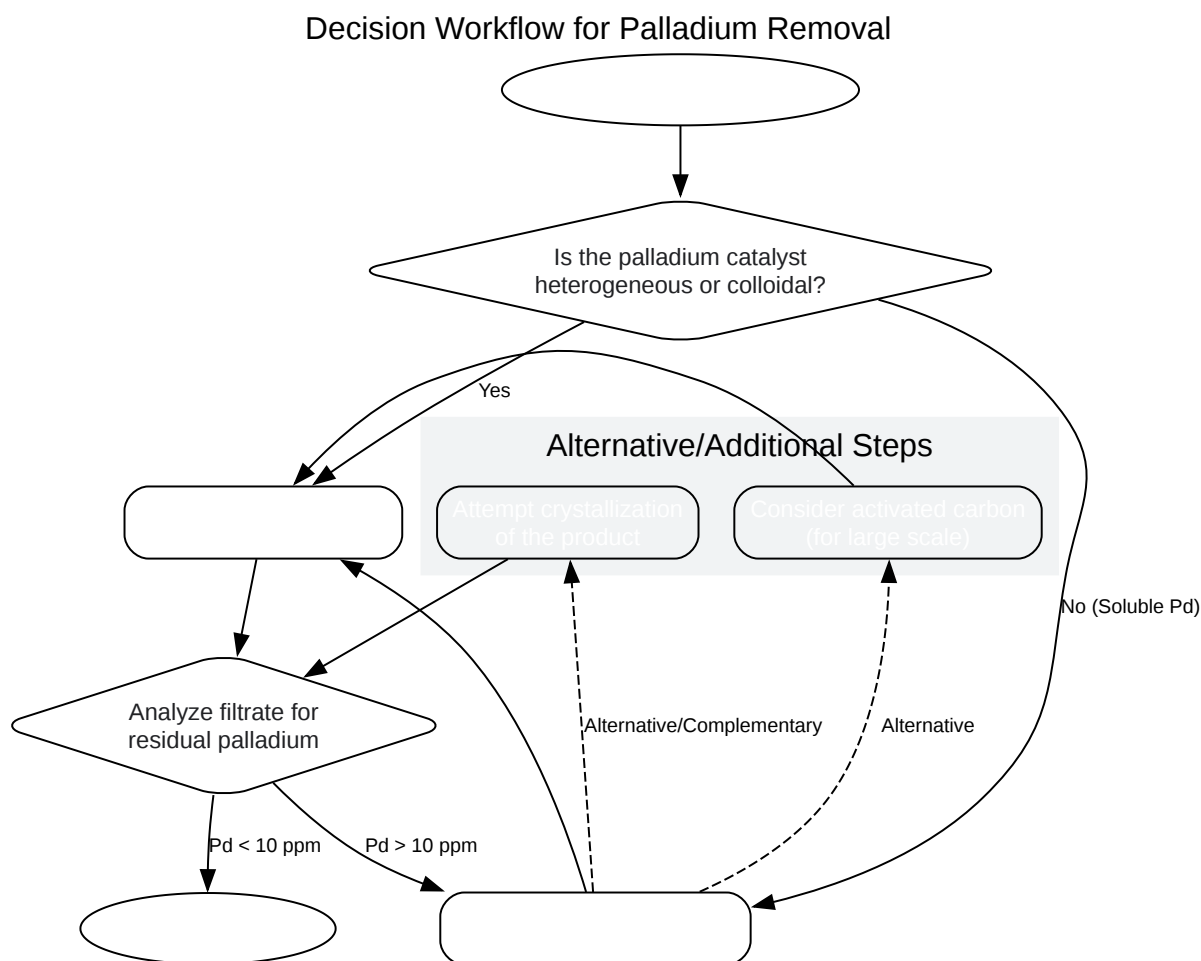 Decision Workflow for Palladium Removal
Is the palladium catalyst
heterogeneous or colloidal?
Yes
Alternative/Additional Steps
Attempt crystallization
of the product
Consider activated carbon
(for large scale)
No (Soluble Pd)
Analyze filtrate for
residual palladium
Alternative/Complementary
Alternative
Pd < 10 ppm
Pd > 10 ppm